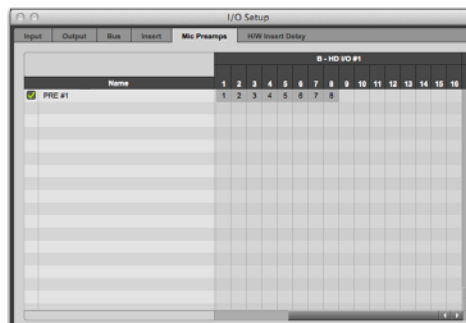 I/O Setup
Input Output Bus Insert Mic Preamps H/W Insert Delay
B - HD I/O #1
Name 1 2 3 4 5 6 7 8 9 10 11 12 13 14 15 16
PRE #1 1 2 3 4 5 6 7 8